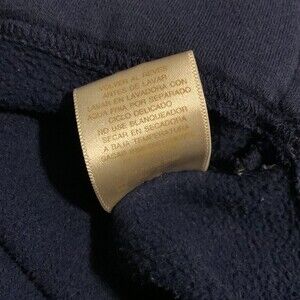 VOLTER AL REVES
ANTES DE LAVAR
LAVAR EN LAVADORA CON
AGUA FRIA POR SEPARADO
CICLO DELICADO
NO USE BLANQUEADOR
SECAR EN SECADORA
A BAJA TEMPERATURA